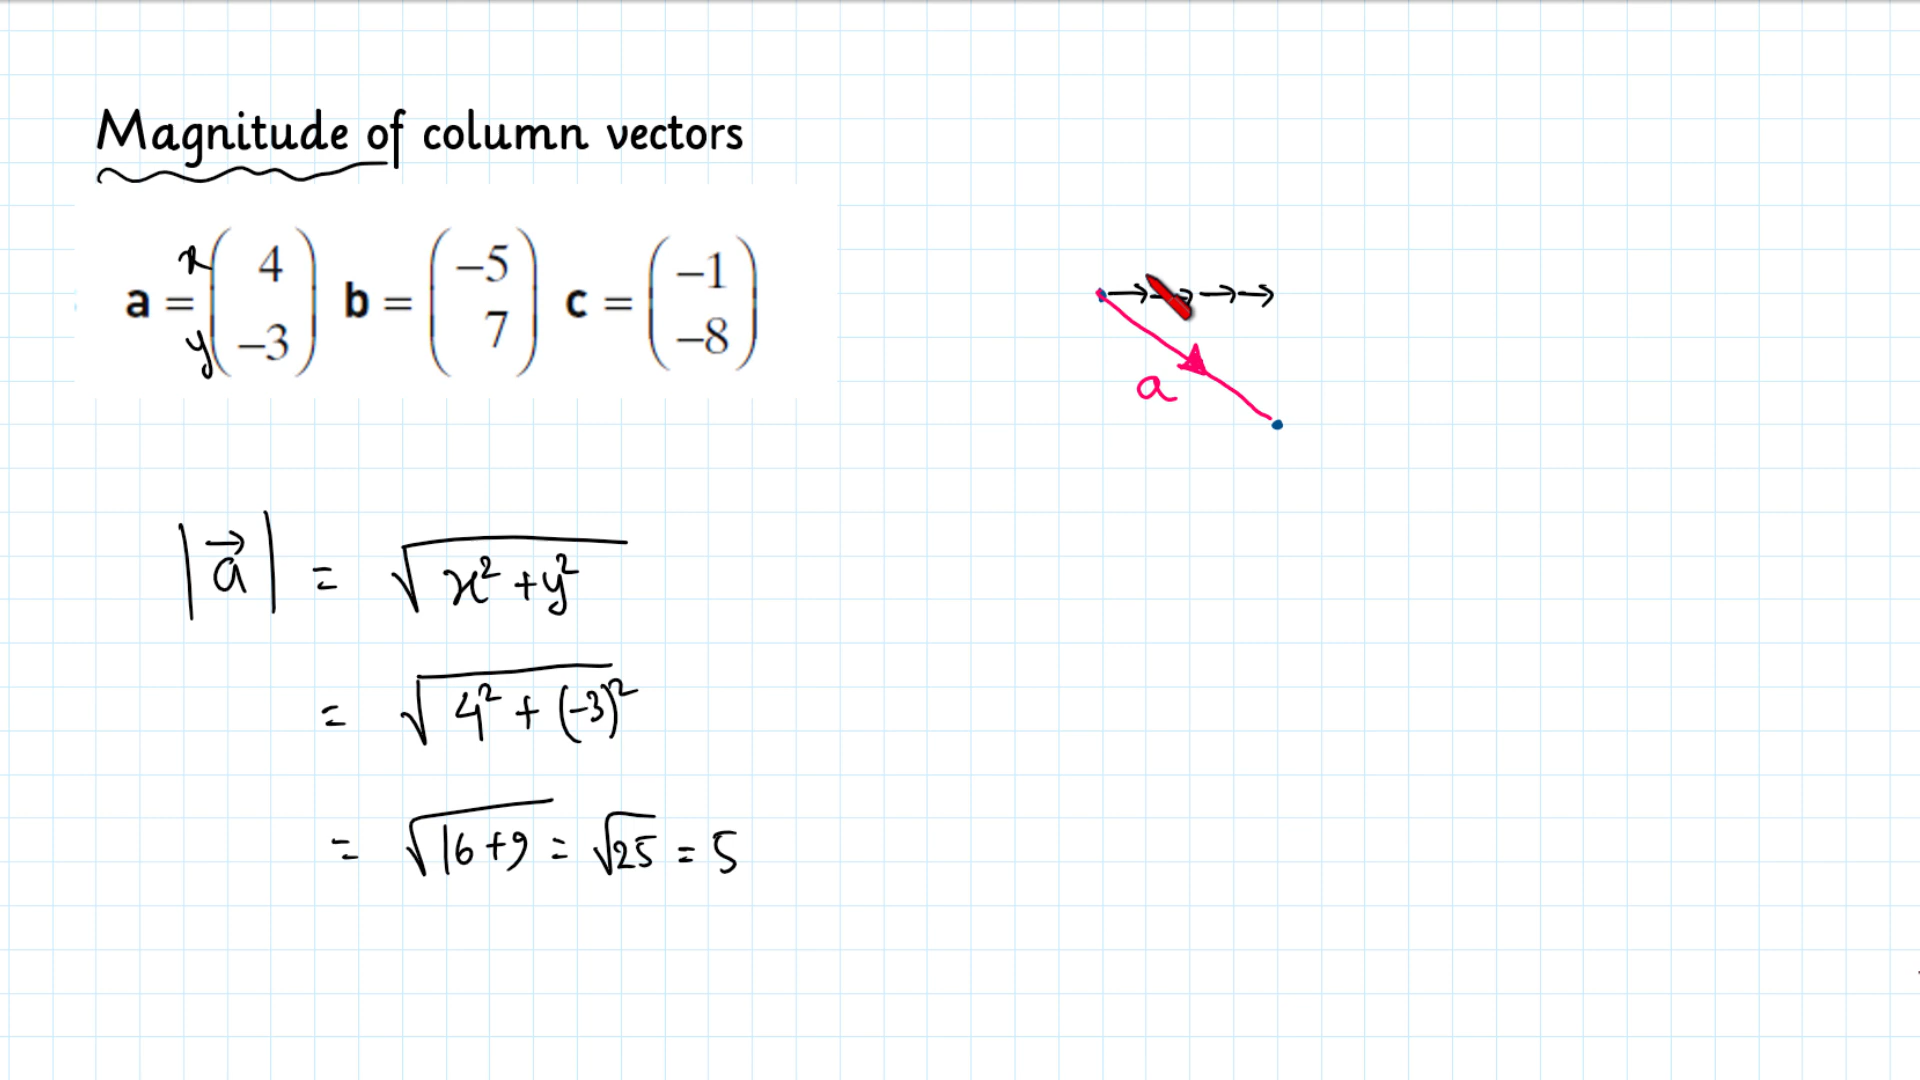 Magnitude of column vectors
x
a = ( 4 -3 ) b = ( -5 7 ) c = ( -1 -8 )
y
a
|a⃗| = √x² + y²
= √4² + (-3)²
= √16 + 9 = √25 = 5